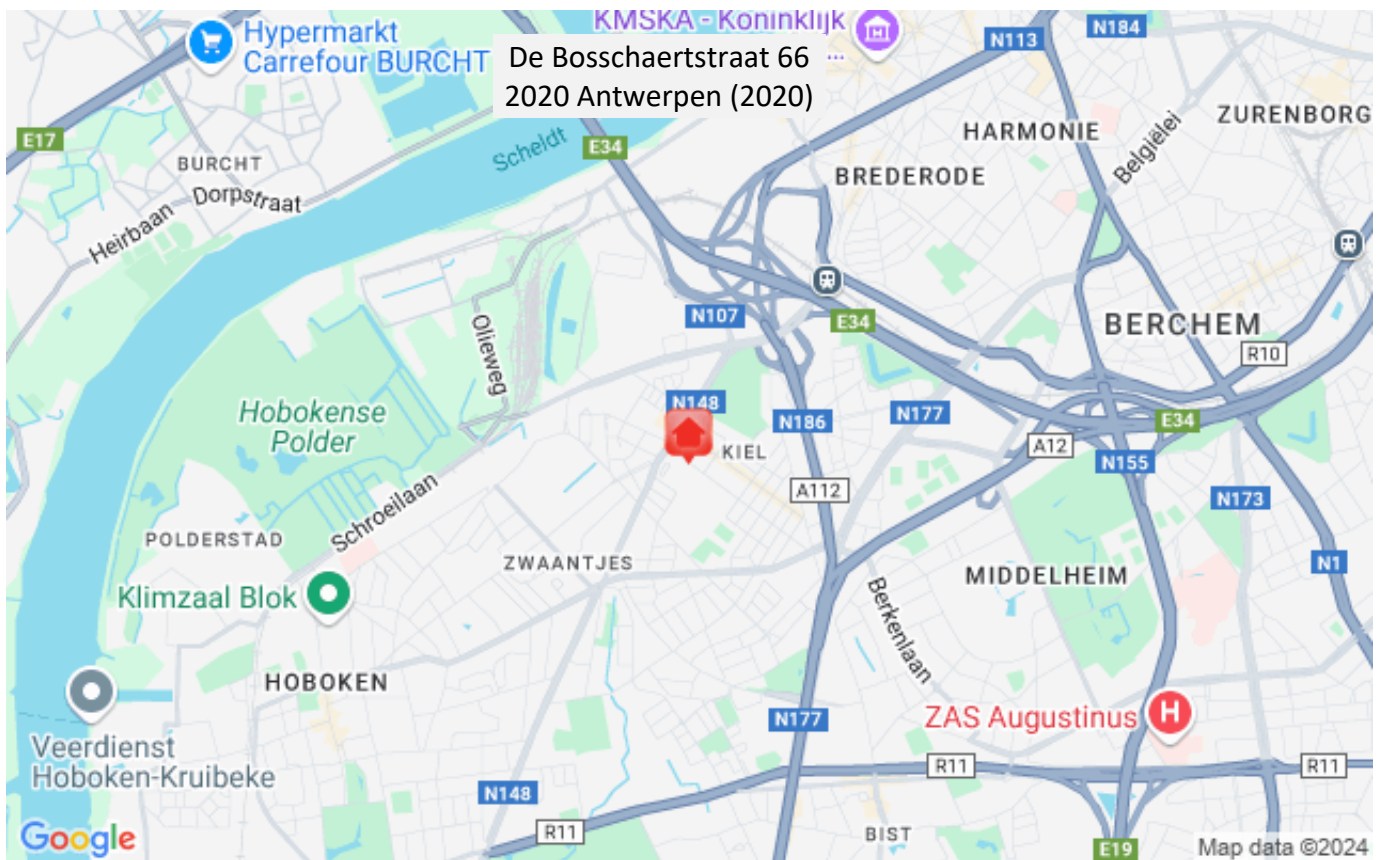 KMSKA - Koninklijk
...
Hypermarkt
Carrefour BURCHT
De Bosschaertstraat 66
2020 Antwerpen (2020)
N113
N184
E17
BURCHT
Scheldt
E34
HARMONIE
Belgiëlei
ZURENBORG
BREDERODE
Heirbaan
Dorpstraat
Olieweg
N107
E34
BERCHEM
R10
Hobokense
Polder
N148
KIEL
N186
N177
E34
A12
N155
A112
N173
Schroeilaan
POLDERSTAD
ZWAANTJES
MIDDELHEIM
N1
Klimzaal Blok
Berkenlaan
HOBOKEN
N177
ZAS Augustinus
H
Veerdienst
Hoboken-Kruibeke
R11
R11
N148
R11
BIST
E19
Google
Map data ©2024